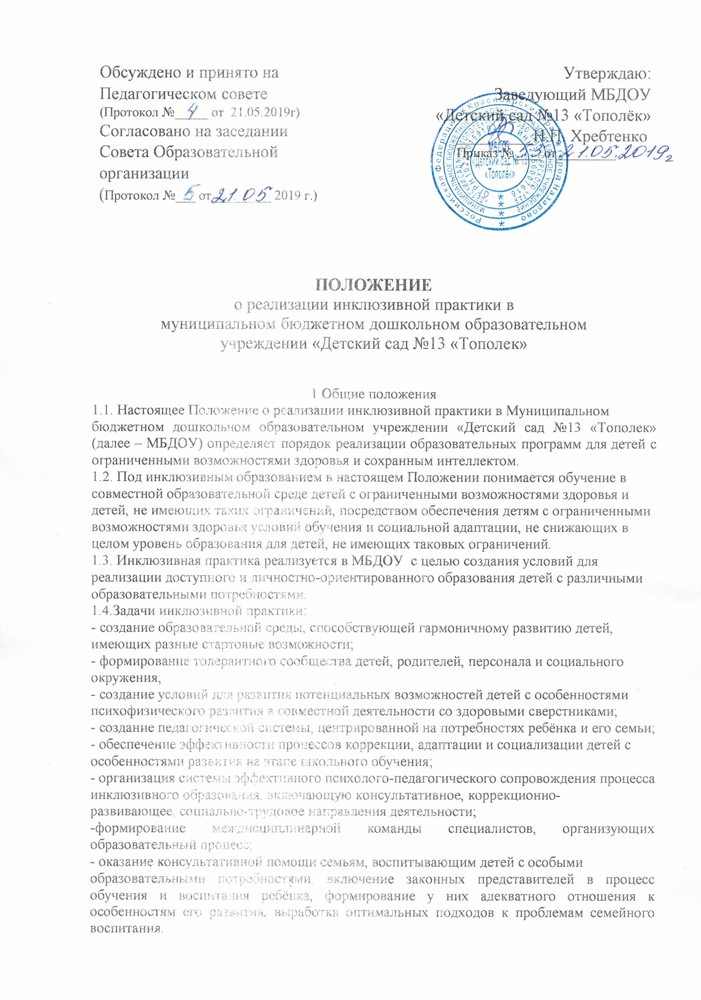 Обсуждено и принято на
Педагогическом совете
(Протокол № 4 от 21.05.2019г)
Согласовано на заседании
Совета Образовательной
организации
(Протокол № 5 от 21.05 2019 г.)
Утверждаю:
Заведующий МБДОУ
«Детский сад №13 «Тополёк»
Н.П. Хребтенко
Приказ № от 21.05.2019г
Российская Федерация * Красноярский край * город Назарово
МБДОУ
«Детский сад № 13
«Тополёк»
ПОЛОЖЕНИЕ
о реализации инклюзивной практики в
муниципальном бюджетном дошкольном образовательном
учреждении «Детский сад №13 «Тополек»
1 Общие положения
1.1. Настоящее Положение о реализации инклюзивной практики в Муниципальном
бюджетном дошкольном образовательном учреждении «Детский сад №13 «Тополек»
(далее – МБДОУ) определяет порядок реализации образовательных программ для детей с
ограниченными возможностями здоровья и сохранным интеллектом.
1.2. Под инклюзивным образованием в настоящем Положении понимается обучение в
совместной образовательной среде детей с ограниченными возможностями здоровья и
детей, не имеющих таких ограничений, посредством обеспечения детям с ограниченными
возможностями здоровья условий обучения и социальной адаптации, не снижающих в
целом уровень образования для детей, не имеющих таковых ограничений.
1.3. Инклюзивная практика реализуется в МБДОУ с целью создания условий для
реализации доступного и личностно-ориентированного образования детей с различными
образовательными потребностями.
1.4.Задачи инклюзивной практики:
- создание образовательной среды, способствующей гармоничному развитию детей,
имеющих разные стартовые возможности;
- формирование толерантного сообщества детей, родителей, персонала и социального
окружения;
- создание условий для развития потенциальных возможностей детей с особенностями
психофизического развития в совместной деятельности со здоровыми сверстниками;
- создание педагогической системы, центрированной на потребностях ребёнка и его семьи;
- обеспечение эффективности процессов коррекции, адаптации и социализации детей с
особенностями развития на этапе школьного обучения;
- организация системы эффективного психолого-педагогического сопровождения процесса
инклюзивного образования, включающую консультативное, коррекционно-
развивающее, социально-трудовое направления деятельности;
-формирование междисциплинарной команды специалистов, организующих
образовательный процесс;
- оказание консультативной помощи семьям, воспитывающим детей с особыми
образовательными потребностями, включение законных представителей в процесс
обучения и воспитания ребёнка, формирование у них адекватного отношения к
особенностям его развития, выработка оптимальных подходов к проблемам семейного
воспитания.